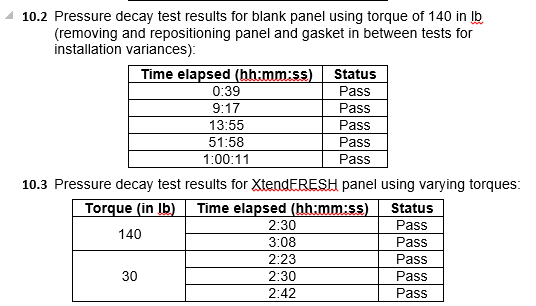 10.2 Pressure decay test results for blank panel using torque of 140 in lb
(removing and repositioning panel and gasket in between tests for
installation variances):
Time elapsed (hh:mm:ss) Status
0:39 Pass
9:17 Pass
13:55 Pass
51:58 Pass
1:00:11 Pass
10.3 Pressure decay test results for XtendFRESH panel using varying torques:
Torque (in lb) Time elapsed (hh:mm:ss) Status
140 2:30 Pass
3:08 Pass
30 2:23 Pass
2:30 Pass
2:42 Pass